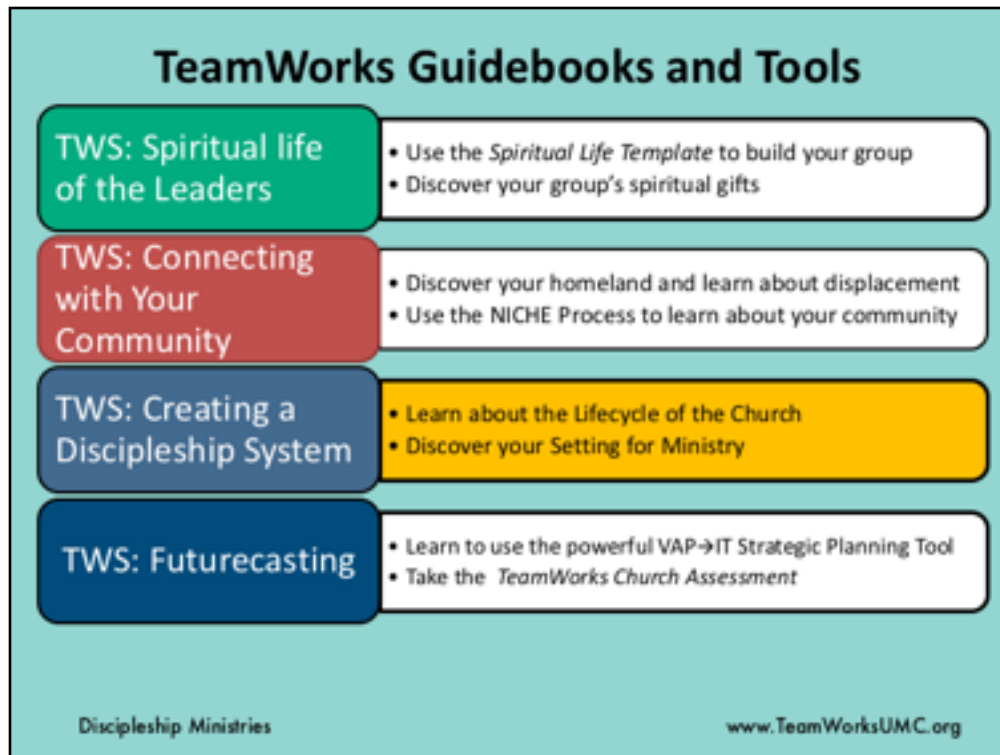 TeamWorks Guidebooks and Tools
TWS: Spiritual life
of the Leaders
• Use the Spiritual Life Template to build your group
• Discover your group's spiritual gifts
TWS: Connecting
with Your
Community
• Discover your homeland and learn about displacement
• Use the NICHE Process to learn about your community
TWS: Creating a
Discipleship System
• Learn about the Lifecycle of the Church
• Discover your Setting for Ministry
TWS: Futurecasting
• Learn to use the powerful VAP→IT Strategic Planning Tool
• Take the TeamWorks Church Assessment
Discipleship Ministries
www.TeamWorksUMC.org